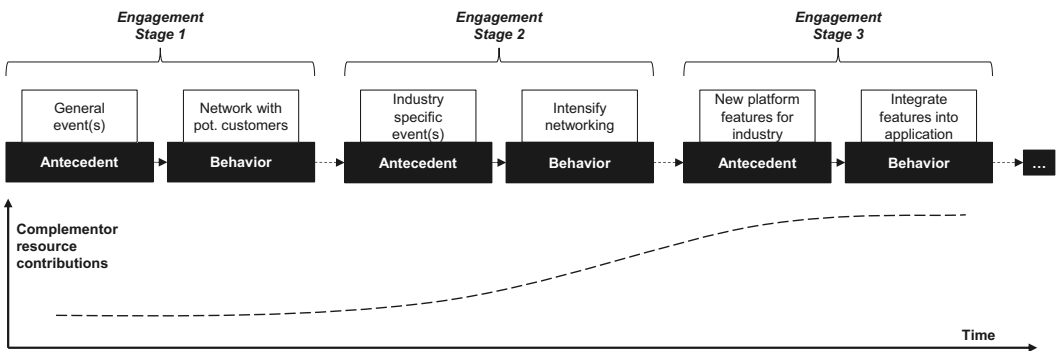 Engagement
Stage 1
Engagement
Stage 2
Engagement
Stage 3
General
event(s)
Network with
pot. customers
Industry
specific
event(s)
Intensify
networking
New platform
features for
industry
Integrate
features into
application
Antecedent
Behavior
Antecedent
Behavior
Antecedent
Behavior
...
Complementor
resource
contributions
Time